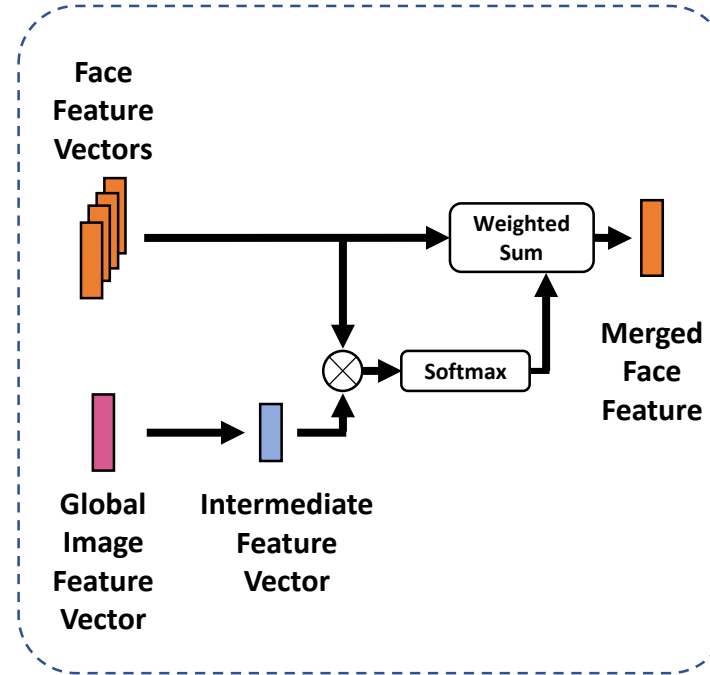 Face
Feature
Vectors
Weighted
Sum
Merged
Face
Feature
Softmax
Global
Image
Feature
Vector
Intermediate
Feature
Vector